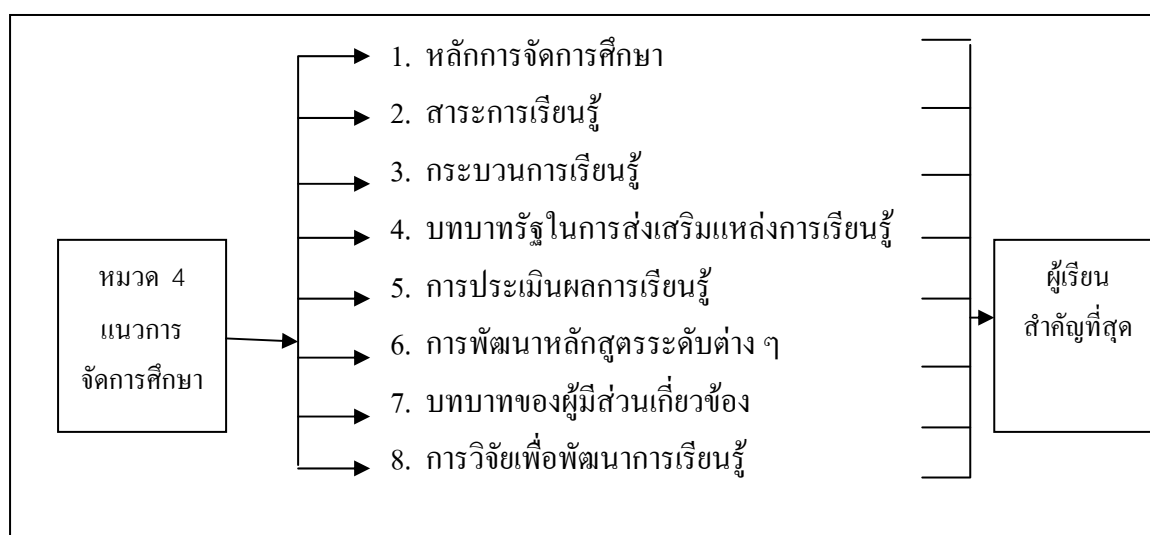 หมวด 4
แนวการ
จัดการศึกษา
1. หลักการจัดการศึกษา
2. สาระการเรียนรู้
3. กระบวนการเรียนรู้
4. บทบาทรัฐในการส่งเสริมแหล่งการเรียนรู้
5. การประเมินผลการเรียนรู้
6. การพัฒนาหลักสูตรระดับต่าง ๆ
7. บทบาทของผู้มีส่วนเกี่ยวข้อง
8. การวิจัยเพื่อพัฒนาการเรียนรู้
ผู้เรียน
สำคัญที่สุด